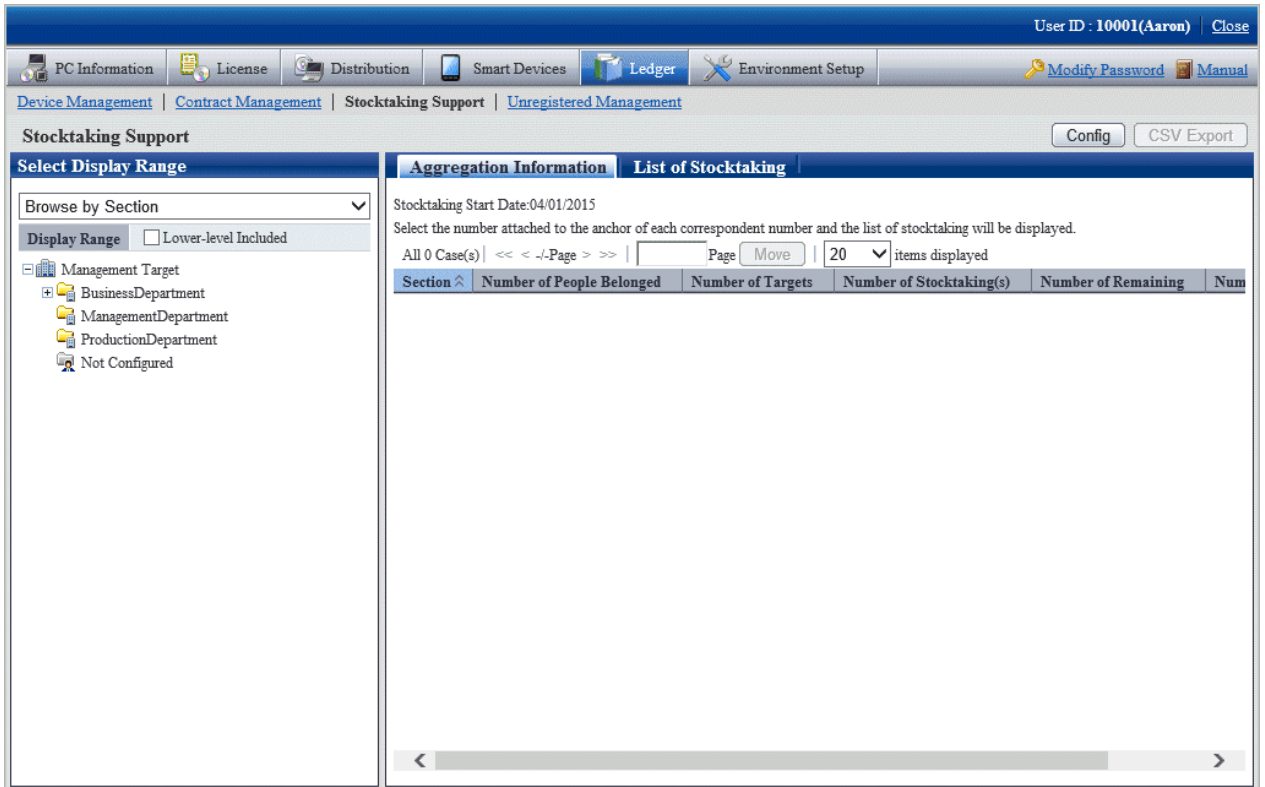 User ID : 10001(Aaron) Close
PC Information License Distribution Smart Devices Ledger Environment Setup Modify Password Manual
Device Management | Contract Management | Stocktaking Support | Unregistered Management
Stocktaking Support Config CSV Export
Select Display Range
Browse by Section
Display Range Lower-level Included
Management Target
BusinessDepartment
ManagementDepartment
ProductionDepartment
Not Configured
Aggregation Information List of Stocktaking
Stocktaking Start Date:04/01/2015
Select the number attached to the anchor of each correspondent number and the list of stocktaking will be displayed.
All 0 Case(s) | << < -/-Page > >> | Page Move | 20 items displayed
Section Number of People Belonged Number of Targets Number of Stocktaking(s) Number of Remaining Num